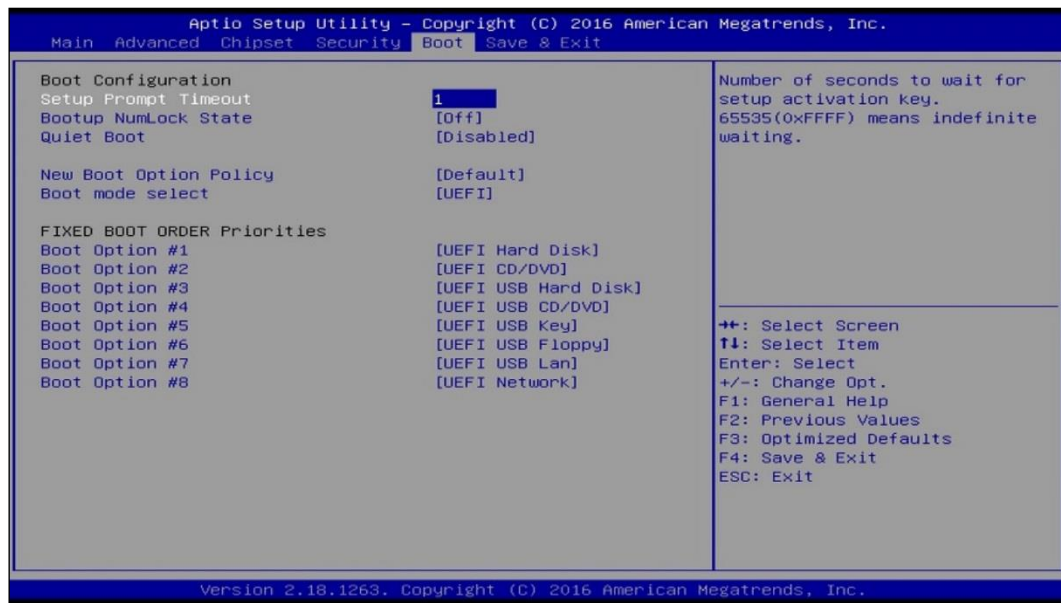 Aptio Setup Utility – Copyright (C) 2016 American Megatrends, Inc.
Main Advanced Chipset Security Boot Save & Exit
Boot Configuration
Setup Prompt Timeout 1
Bootup NumLock State [Off]
Quiet Boot [Disabled]
New Boot Option Policy [Default]
Boot mode select [UEFI]
FIXED BOOT ORDER Priorities
Boot Option #1 [UEFI Hard Disk]
Boot Option #2 [UEFI CD/DVD]
Boot Option #3 [UEFI USB Hard Disk]
Boot Option #4 [UEFI USB CD/DVD]
Boot Option #5 [UEFI USB Key]
Boot Option #6 [UEFI USB Floppy]
Boot Option #7 [UEFI USB Lan]
Boot Option #8 [UEFI Network]
Number of seconds to wait for
setup activation key.
65535(0xFFFF) means indefinite
waiting.
→←: Select Screen
↑↓: Select Item
Enter: Select
+/-: Change Opt.
F1: General Help
F2: Previous Values
F3: Optimized Defaults
F4: Save & Exit
ESC: Exit
Version 2.18.1263. Copyright (C) 2016 American Megatrends, Inc.